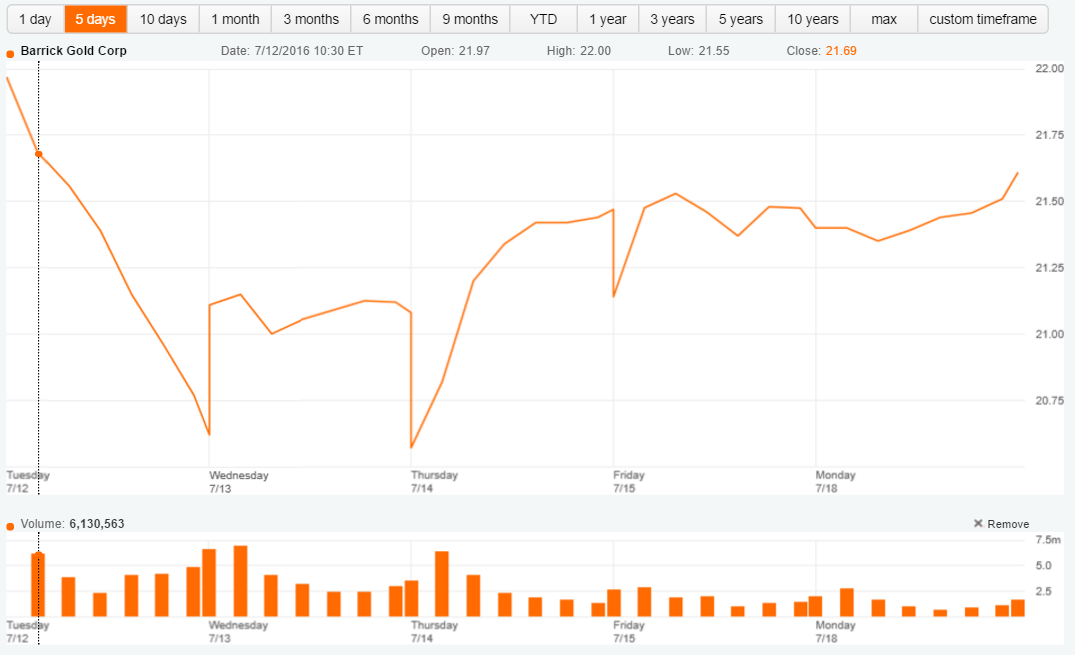 1 day 5 days 10 days 1 month 3 months 6 months 9 months YTD 1 year 3 years 5 years 10 years max custom timeframe
Barrick Gold Corp Date: 7/12/2016 10:30 ET Open: 21.97 High: 22.00 Low: 21.55 Close: 21.69
22.00
21.75
21.50
21.25
21.00
20.75
Tuesday Wednesday Thursday Friday Monday
7/12 7/13 7/14 7/15 7/18
Volume: 6,130,563 Remove
7.5m
5.0
2.5
Tuesday Wednesday Thursday Friday Monday
7/12 7/13 7/14 7/15 7/18